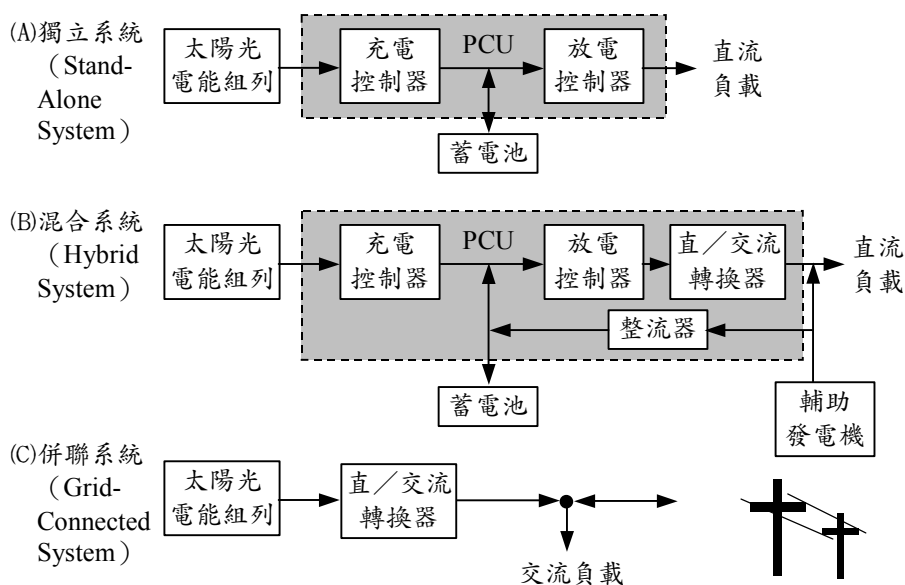 (A)獨立系統
（Stand-
Alone
System）
太陽光
電能組列
充電
控制器
PCU
放電
控制器
直流
負載
蓄電池
(B)混合系統
（Hybrid
System）
太陽光
電能組列
充電
控制器
PCU
放電
控制器
直／交流
轉換器
直流
負載
整流器
蓄電池
輔助
發電機
(C)併聯系統
（Grid-
Connected
System）
太陽光
電能組列
直／交流
轉換器
交流負載